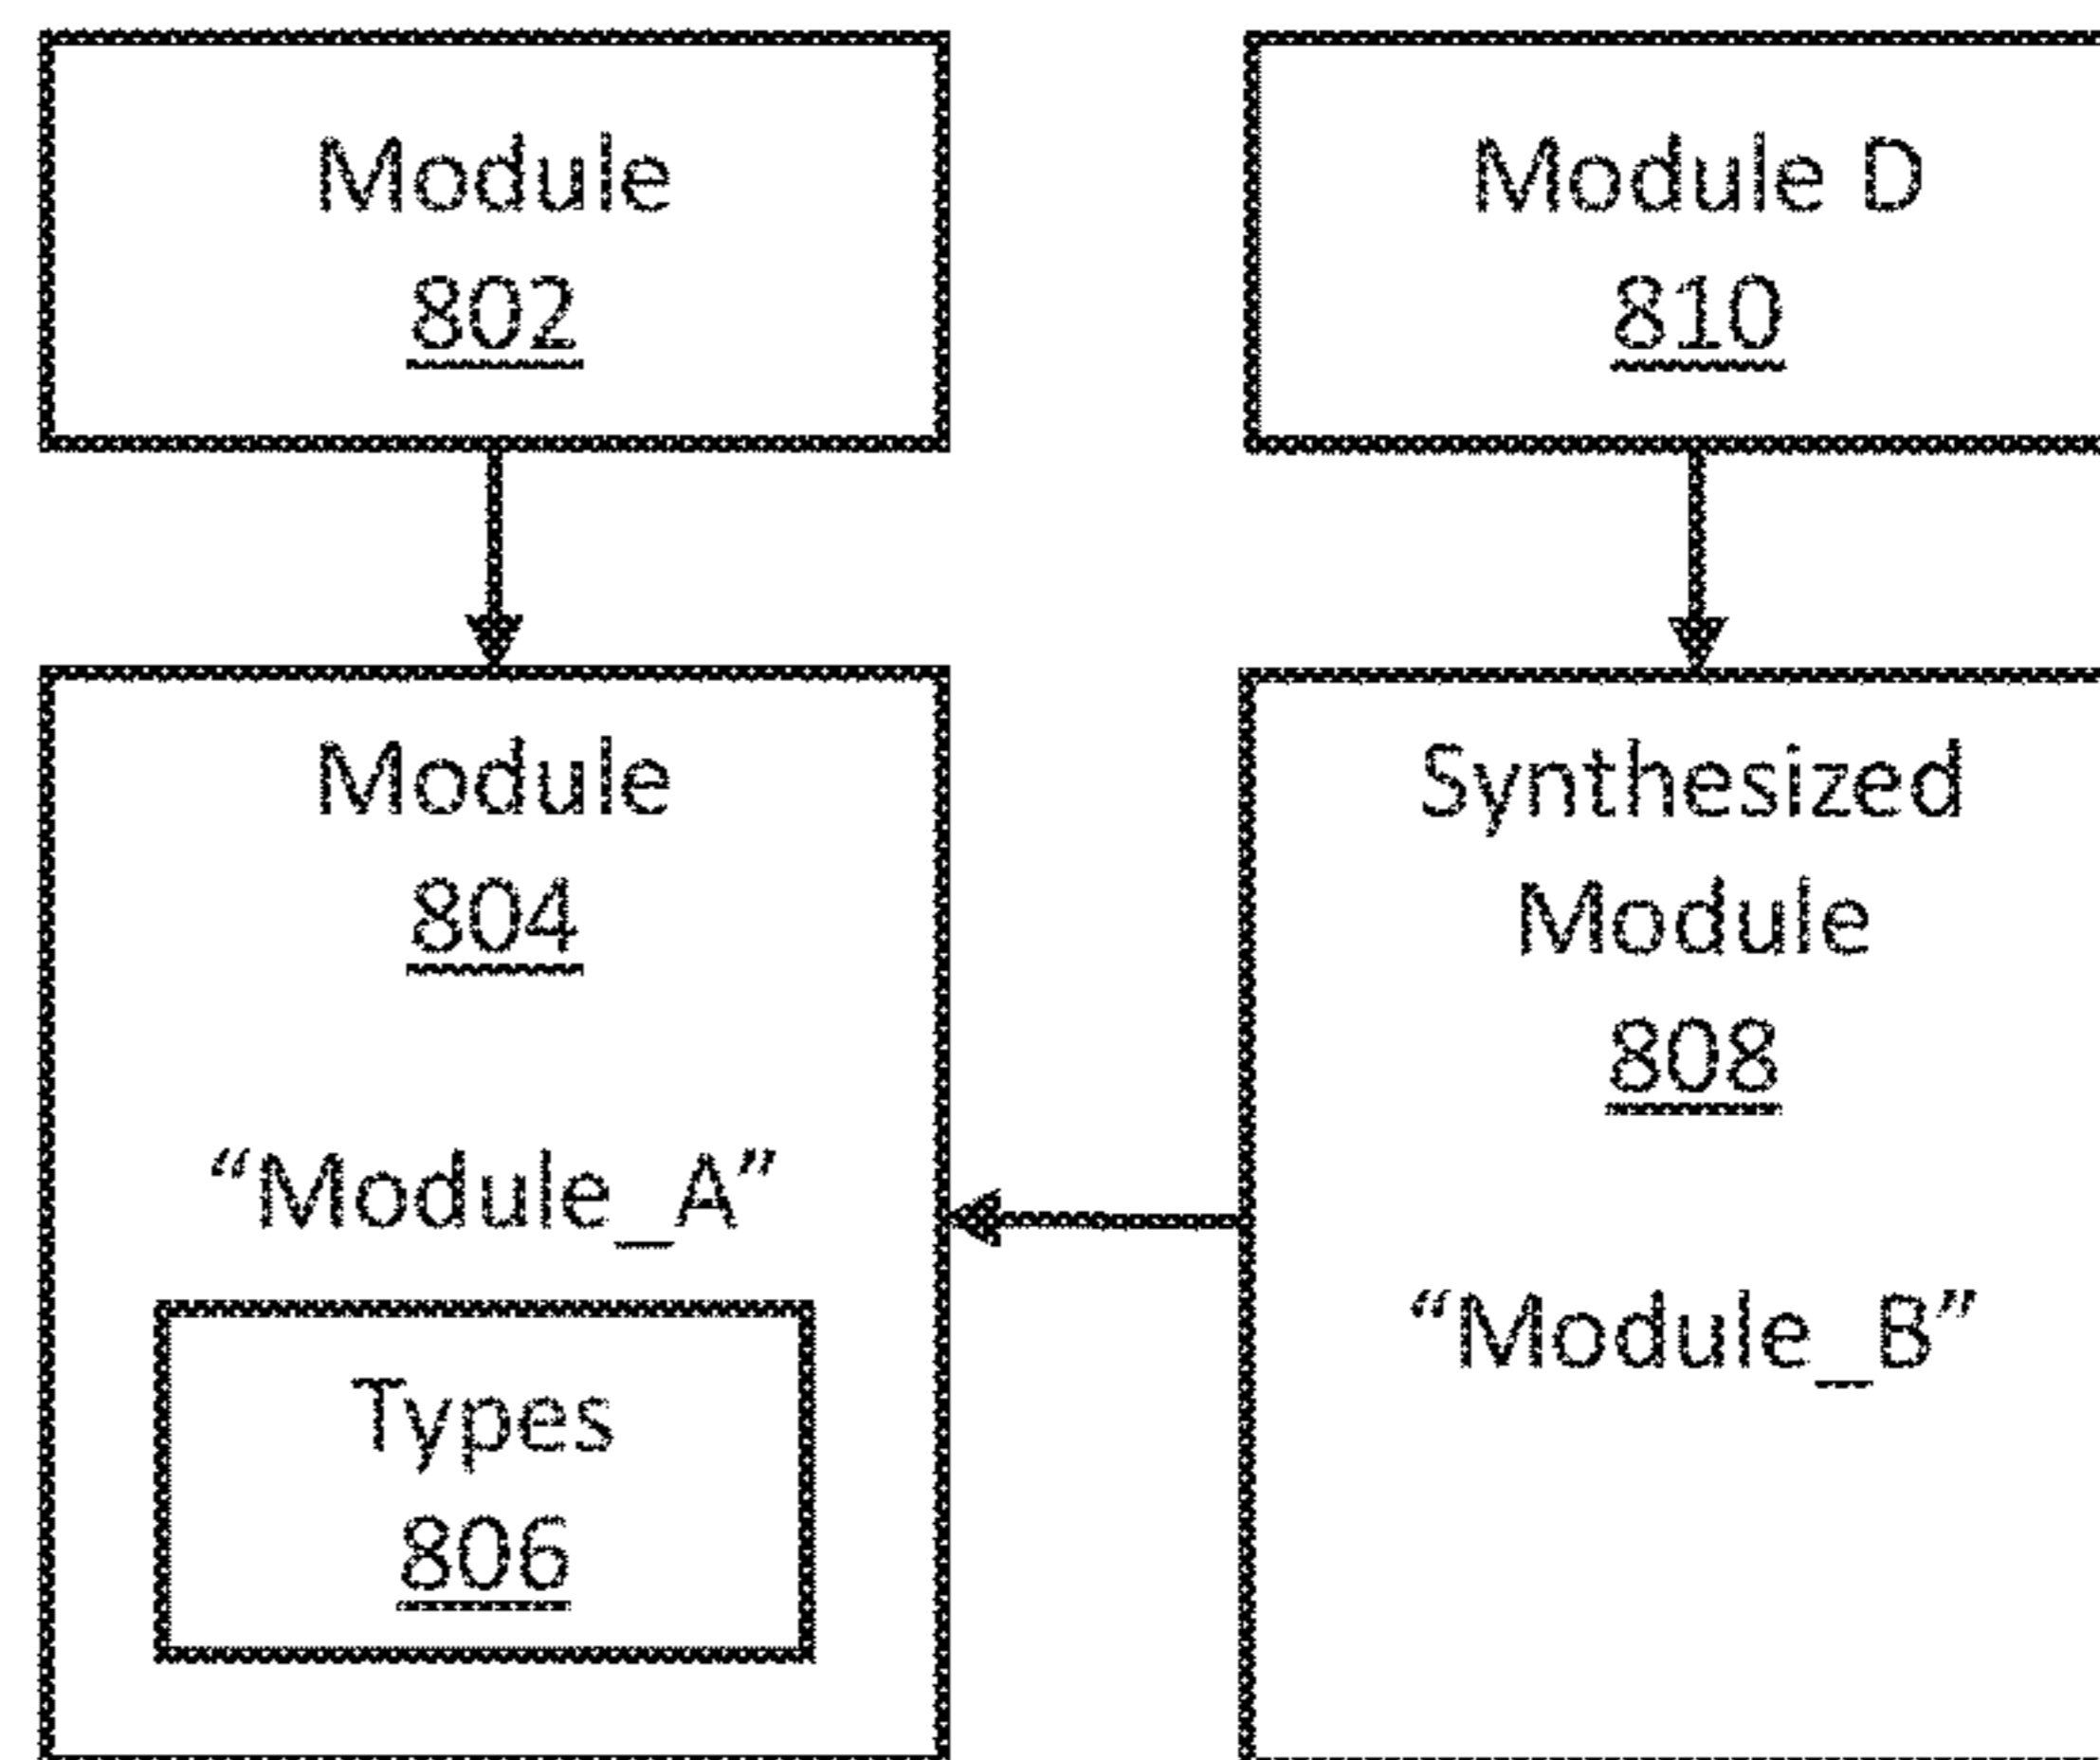 Module
802
Module D
810
Module
804
“Module_A”
Types
806
Synthesized
Module
808
“Module_B”